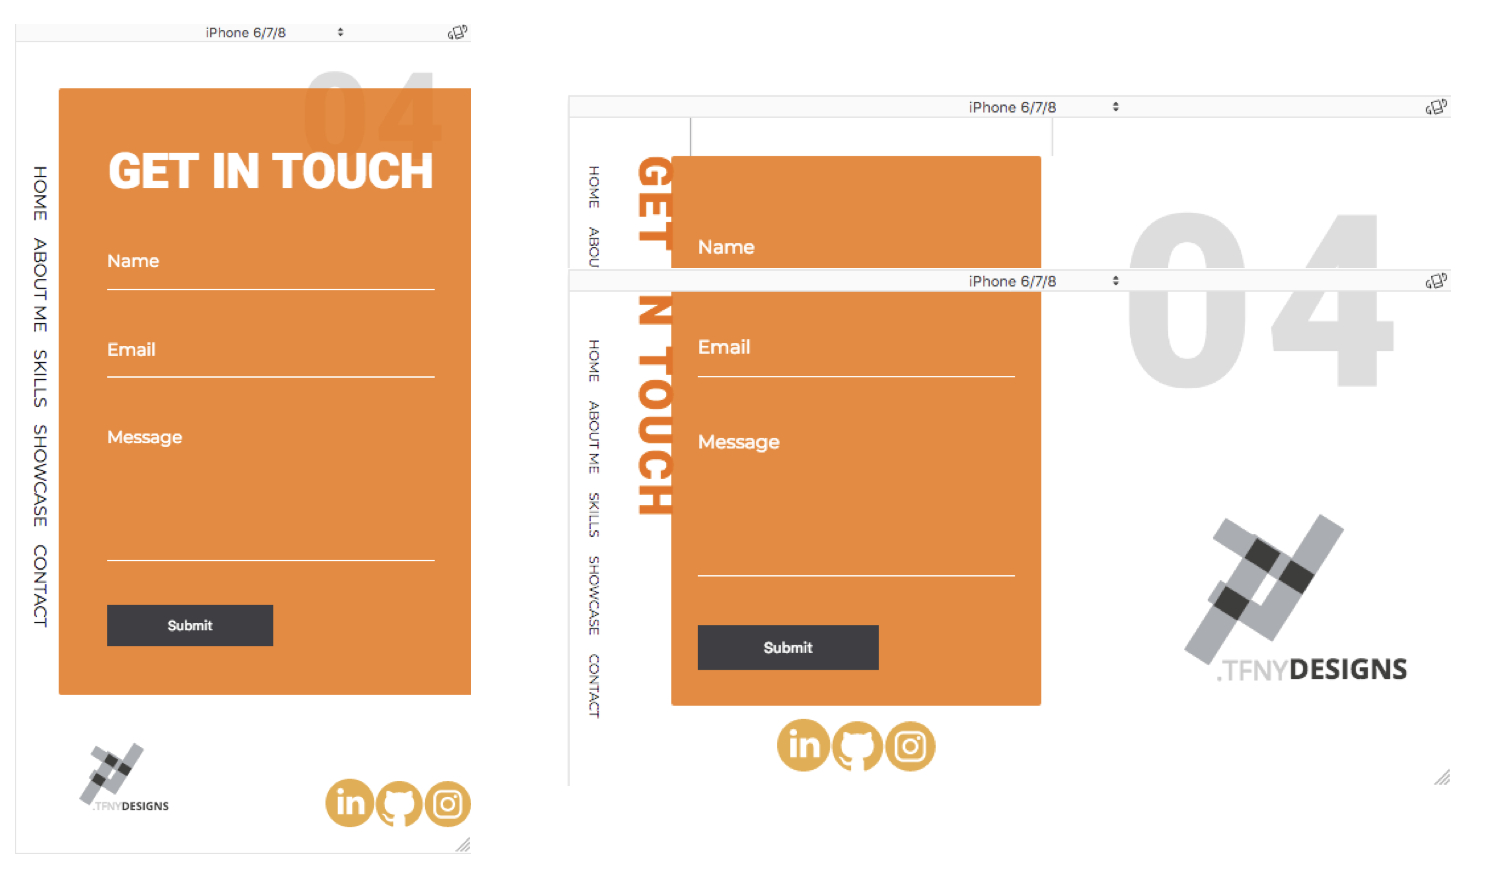 iPhone 6/7/8
04
GET IN TOUCH
HOME ABOUT ME SKILLS SHOWCASE CONTACT
Name
Email
Message
Submit
.TFNYDESIGNS
in
iPhone 6/7/8
HOME ABOU
GET
Name
iPhone 6/7/8
04
HOME ABOUT ME SKILLS SHOWCASE CONTACT
N TOUCH
Email
Message
Submit
.TFNYDESIGNS
in